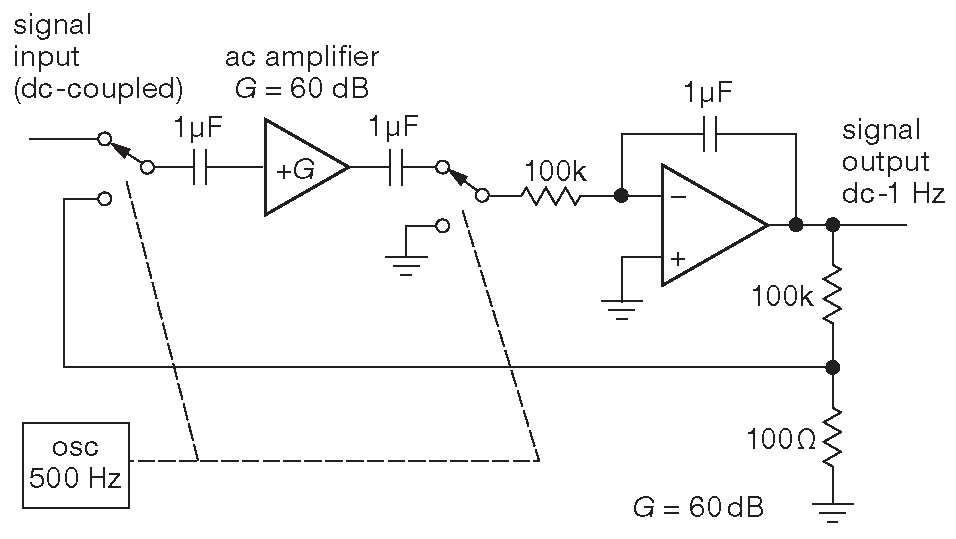 signal
input
(dc-coupled)
ac amplifier
G = 60 dB
1µF
+G
1µF
100k
1µF
−
+
signal
output
dc-1 Hz
100k
100Ω
osc
500 Hz
G = 60 dB